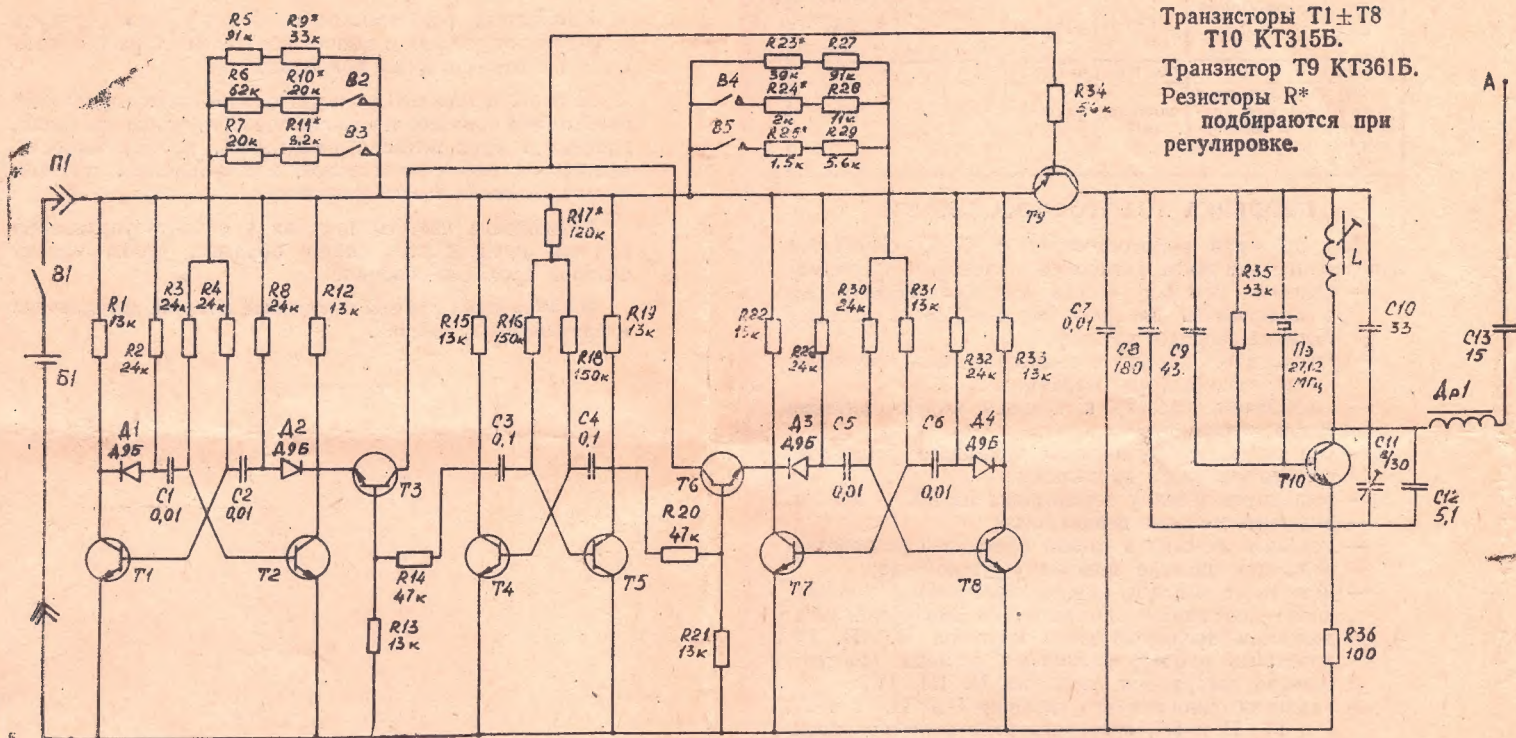 Транзисторы Т1±Т8
Т10 КТ315Б.
Транзистор Т9 КТ361Б.
Резисторы R*
подбираются при
регулировке.
П1
В1
Б1
R5
91к
R9*
33к
R6
62к
R10*
20к
В2
R7
20к
R11*
8,2к
В3
R1
13к
R2
24к
R3
24к
R4
24к
R8
24к
R12
13к
Д1
Д9Б
С1
0,01
С2
0,01
Д2
Д9Б
Т1
Т2
Т3
R14
47к
R13
13к
R15
13к
R16
150к
R17*
120к
R18
150к
R19
13к
С3
0,1
С4
0,1
Т4
Т5
R20
47к
Т6
R21
13к
R23*
39к
R27
91к
В4
R24*
2к
R28
11к
В5
R25*
1,5к
R29
5,6к
R22
24к
R30
24к
R31
13к
R32
24к
R33
13к
Д3
Д9Б
С5
0,01
С6
0,01
Д4
Д9Б
Т7
Т8
R34
5,6к
Т9
С7
0,01
С8
180
С9
43
R35
33к
Пэ
27,12
МГц
L
С10
33
Т10
С11
8/30
С12
5,1
Др1
С13
15
А
R36
100